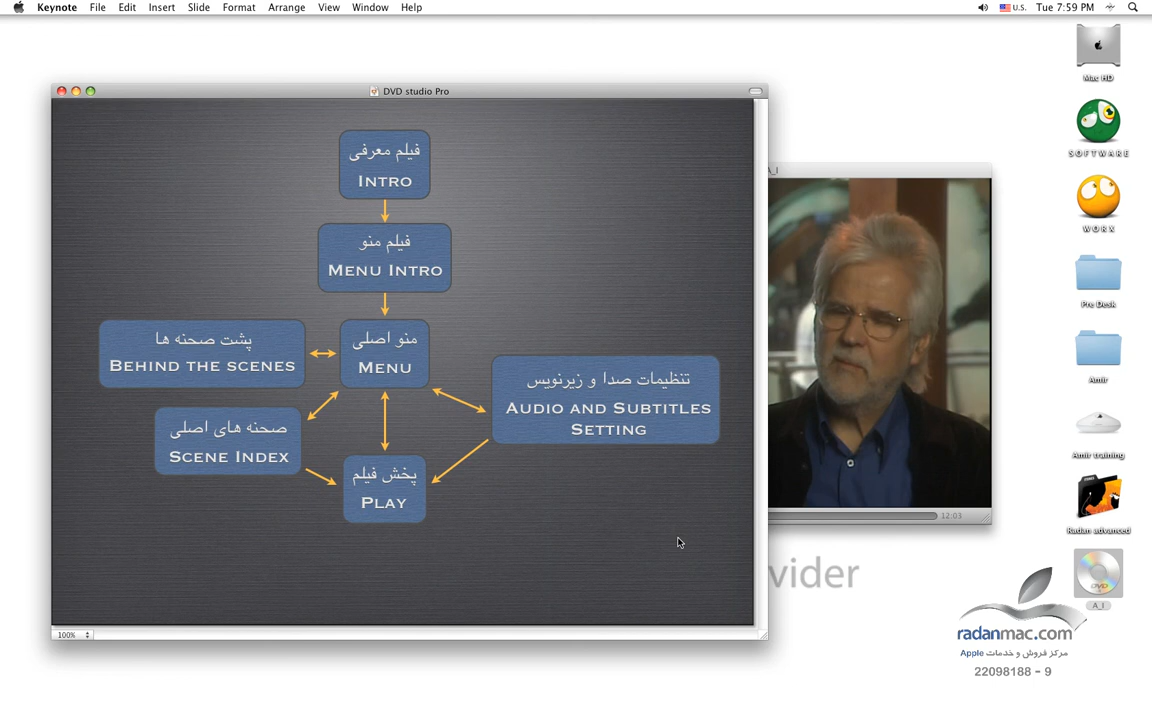 Keynote File Edit Insert Slide Format Arrange View Window Help
U.S. Tue 7:59 PM
DVD studio Pro
فیلم معرفی
INTRO
فیلم منو
MENU INTRO
منو اصلی
MENU
پشت صحنه ها
BEHIND THE SCENES
تنظیمات صدا و زیرنویس
AUDIO AND SUBTITLES
SETTING
صحنه های اصلی
SCENE INDEX
پخش فیلم
PLAY
100%
A_I
12:03
vider
Mac HD
SOFTWARE
WORX
Pre Desk
Amir
Amir training
Radan advanced
DVD
A_I
radanmac.com
مرکز فروش و خدمات Apple
22098188 - 9